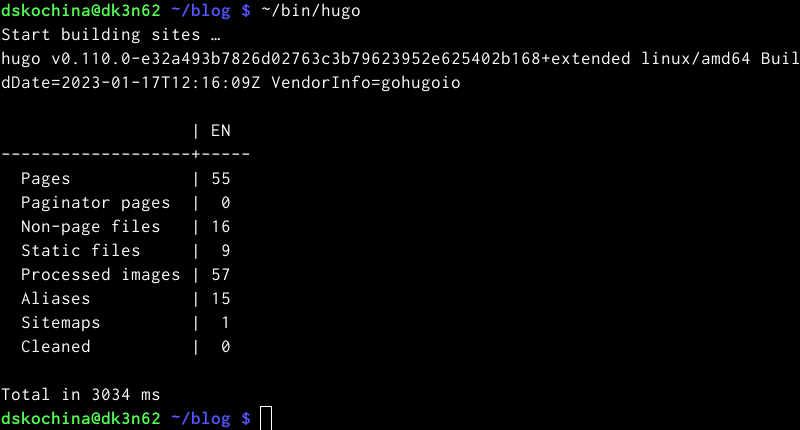 dskochina@dk3n62 ~/blog $ ~/bin/hugo
Start building sites …
hugo v0.110.0-e32a493b7826d02763c3b79623952e625402b168+extended linux/amd64 Buil
dDate=2023-01-17T12:16:09Z VendorInfo=gohugoio

                   | EN
-------------------+-----
  Pages            | 55
  Paginator pages  |  0
  Non-page files   | 16
  Static files     |  9
  Processed images | 57
  Aliases          | 15
  Sitemaps         |  1
  Cleaned          |  0

Total in 3034 ms
dskochina@dk3n62 ~/blog $